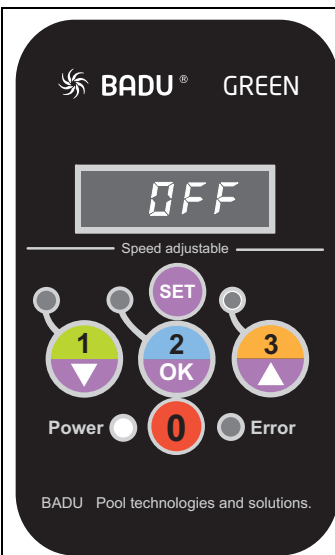 BADU ® GREEN
OFF
Speed adjustable
SET
1 2 3
OK
Power 0 Error
BADU Pool technologies and solutions.